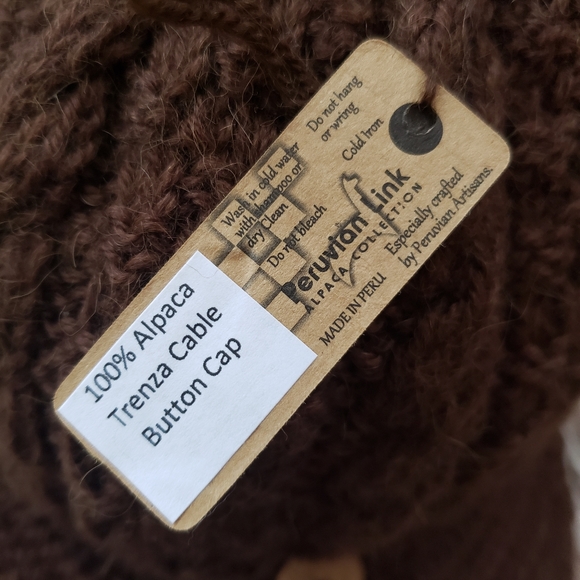 Do not hang
or wring
Cold Iron
Wash in cold water
with shampoo or
dry Clean
Do not bleach
Peruvian Link
ALPACA COLLECTION
Especially crafted
by Peruvian Artisans.
MADE IN PERU
100% Alpaca
Trenza Cable
Button Cap